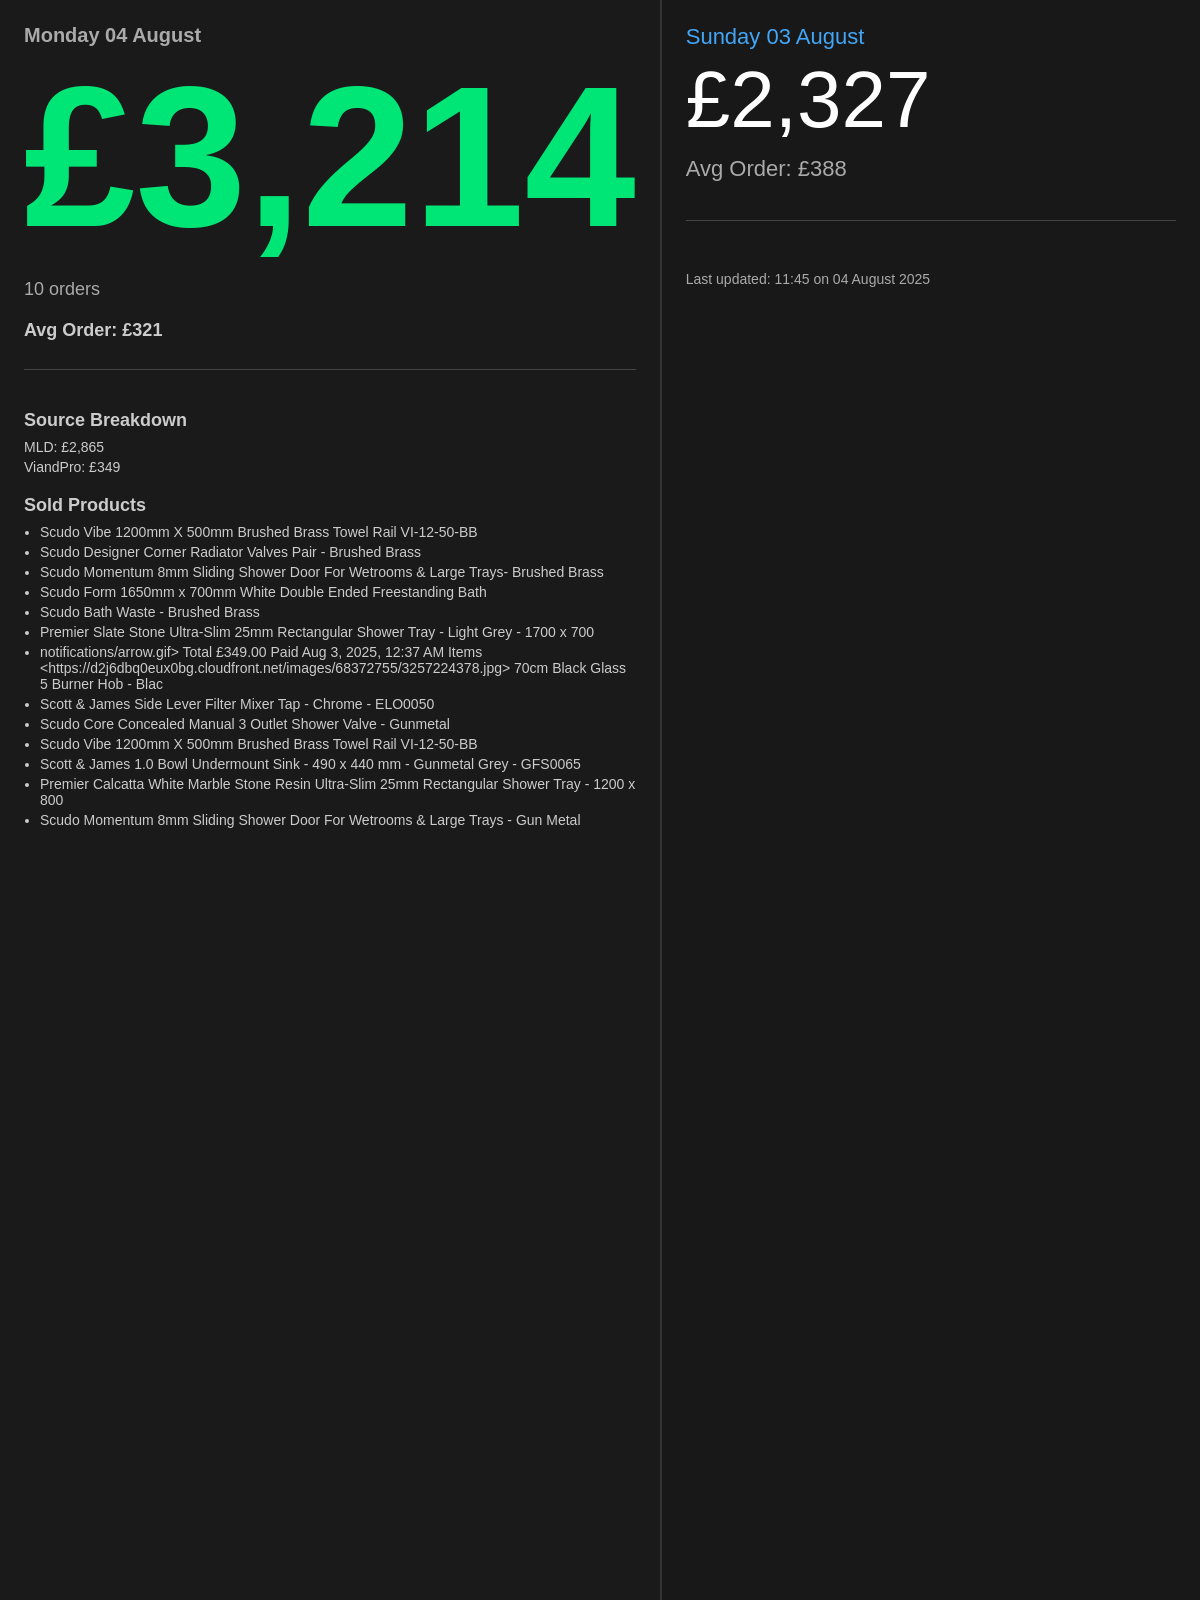 Monday 04 August
£3,214
10 orders
Avg Order: £321
Source Breakdown
MLD: £2,865
ViandPro: £349
Sold Products
• Scudo Vibe 1200mm X 500mm Brushed Brass Towel Rail VI-12-50-BB
• Scudo Designer Corner Radiator Valves Pair - Brushed Brass
• Scudo Momentum 8mm Sliding Shower Door For Wetrooms & Large Trays- Brushed Brass
• Scudo Form 1650mm x 700mm White Double Ended Freestanding Bath
• Scudo Bath Waste - Brushed Brass
• Premier Slate Stone Ultra-Slim 25mm Rectangular Shower Tray - Light Grey - 1700 x 700
• notifications/arrow.gif> Total £349.00 Paid Aug 3, 2025, 12:37 AM Items
<https://d2j6dbq0eux0bg.cloudfront.net/images/68372755/3257224378.jpg> 70cm Black Glass
5 Burner Hob - Blac
• Scott & James Side Lever Filter Mixer Tap - Chrome - ELO0050
• Scudo Core Concealed Manual 3 Outlet Shower Valve - Gunmetal
• Scudo Vibe 1200mm X 500mm Brushed Brass Towel Rail VI-12-50-BB
• Scott & James 1.0 Bowl Undermount Sink - 490 x 440 mm - Gunmetal Grey - GFS0065
• Premier Calcatta White Marble Stone Resin Ultra-Slim 25mm Rectangular Shower Tray - 1200 x
800
• Scudo Momentum 8mm Sliding Shower Door For Wetrooms & Large Trays - Gun Metal
Sunday 03 August
£2,327
Avg Order: £388
Last updated: 11:45 on 04 August 2025